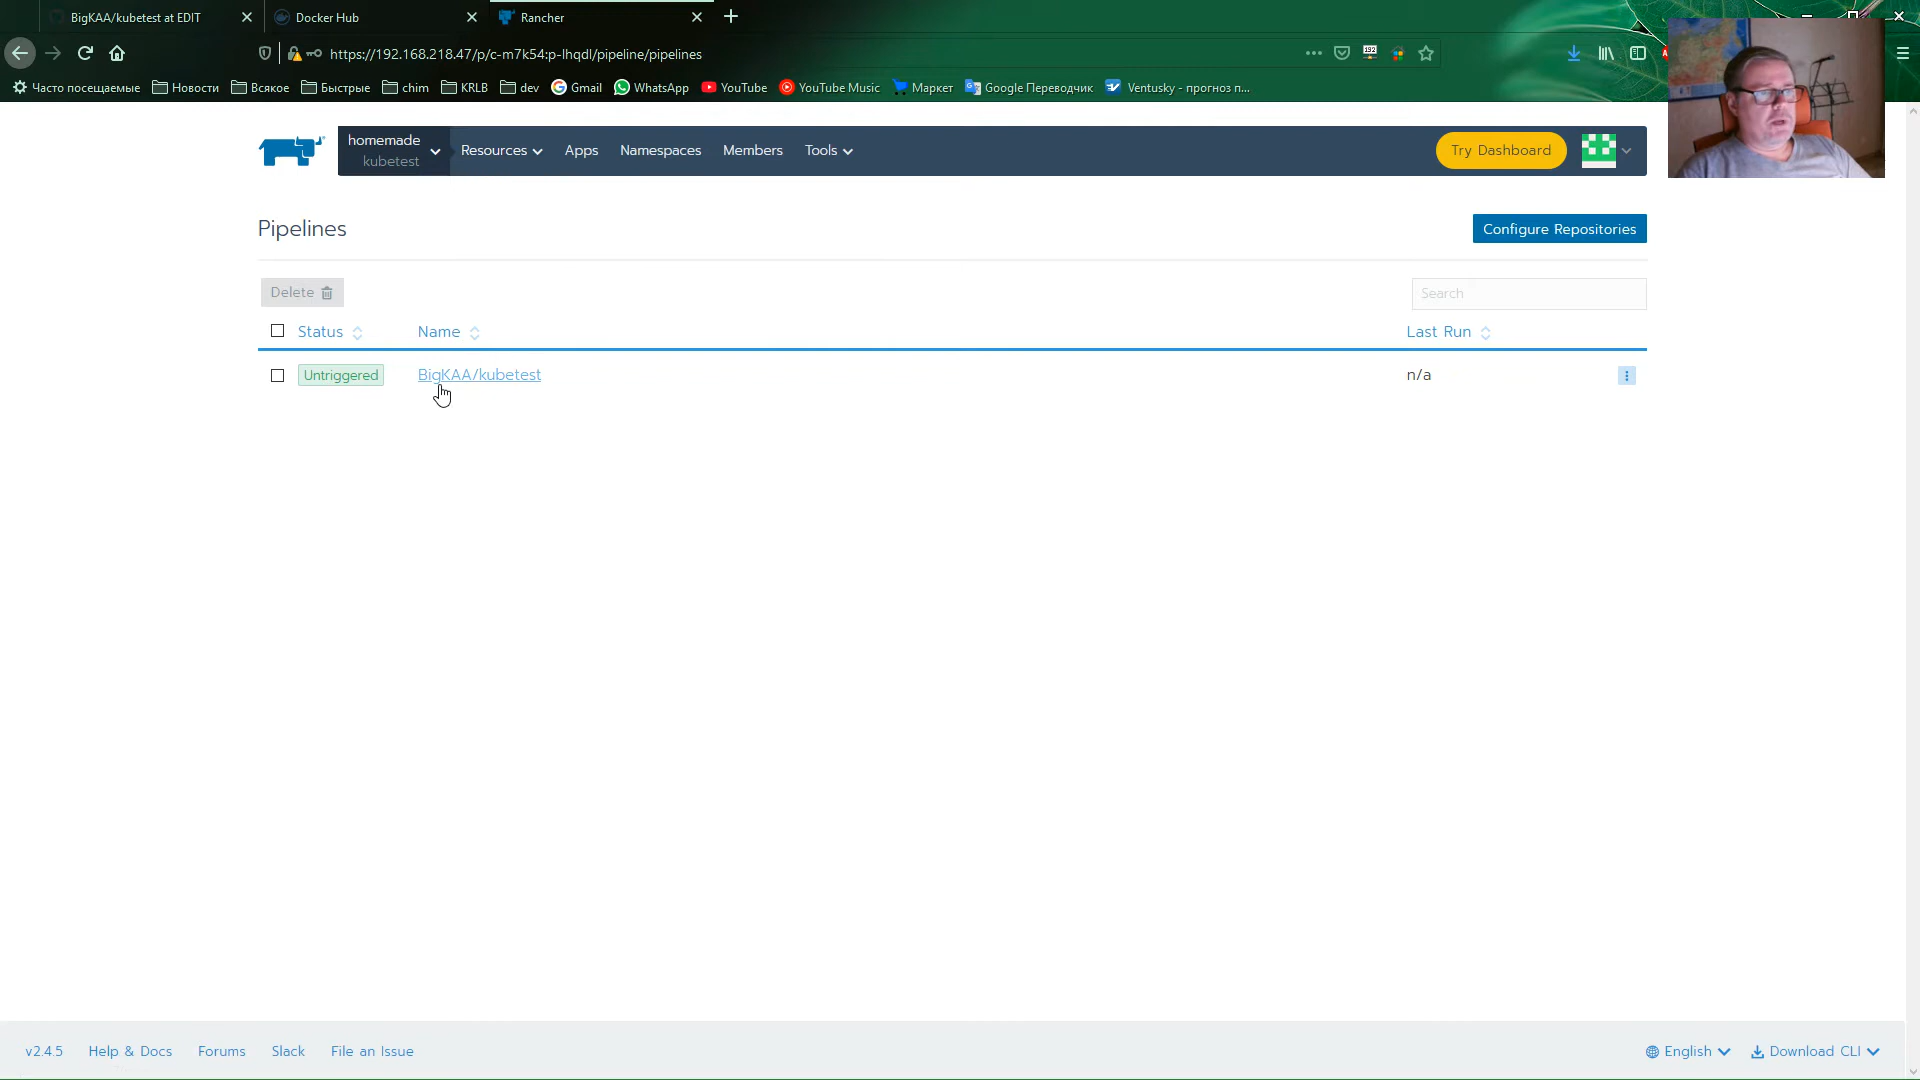 BigKAA/kubetest at EDIT
Docker Hub
Rancher
https://192.168.218.47/p/c-m7k54:p-lhqdl/pipeline/pipelines
192
Часто посещаемые
Новости
Всякое
Быстрые
chim
KRLB
dev
Gmail
WhatsApp
YouTube
YouTube Music
Маркет
Google Переводчик
Ventusky - прогноз п...
homemade
kubetest
Resources
Apps
Namespaces
Members
Tools
Try Dashboard
Pipelines
Configure Repositories
Delete
Search
Status
Name
Last Run
Untriggered
BigKAA/kubetest
n/a
v2.4.5
Help & Docs
Forums
Slack
File an Issue
English
Download CLI